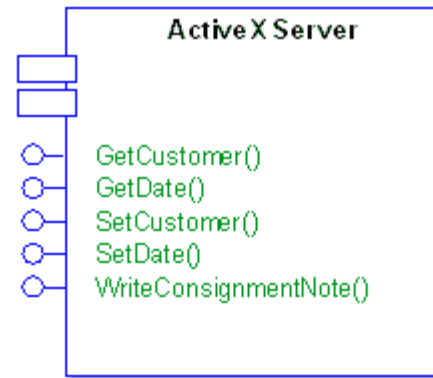 ActiveX Server
GetCustomer()
GetDate()
SetCustomer()
SetDate()
WriteConsignmentNote()